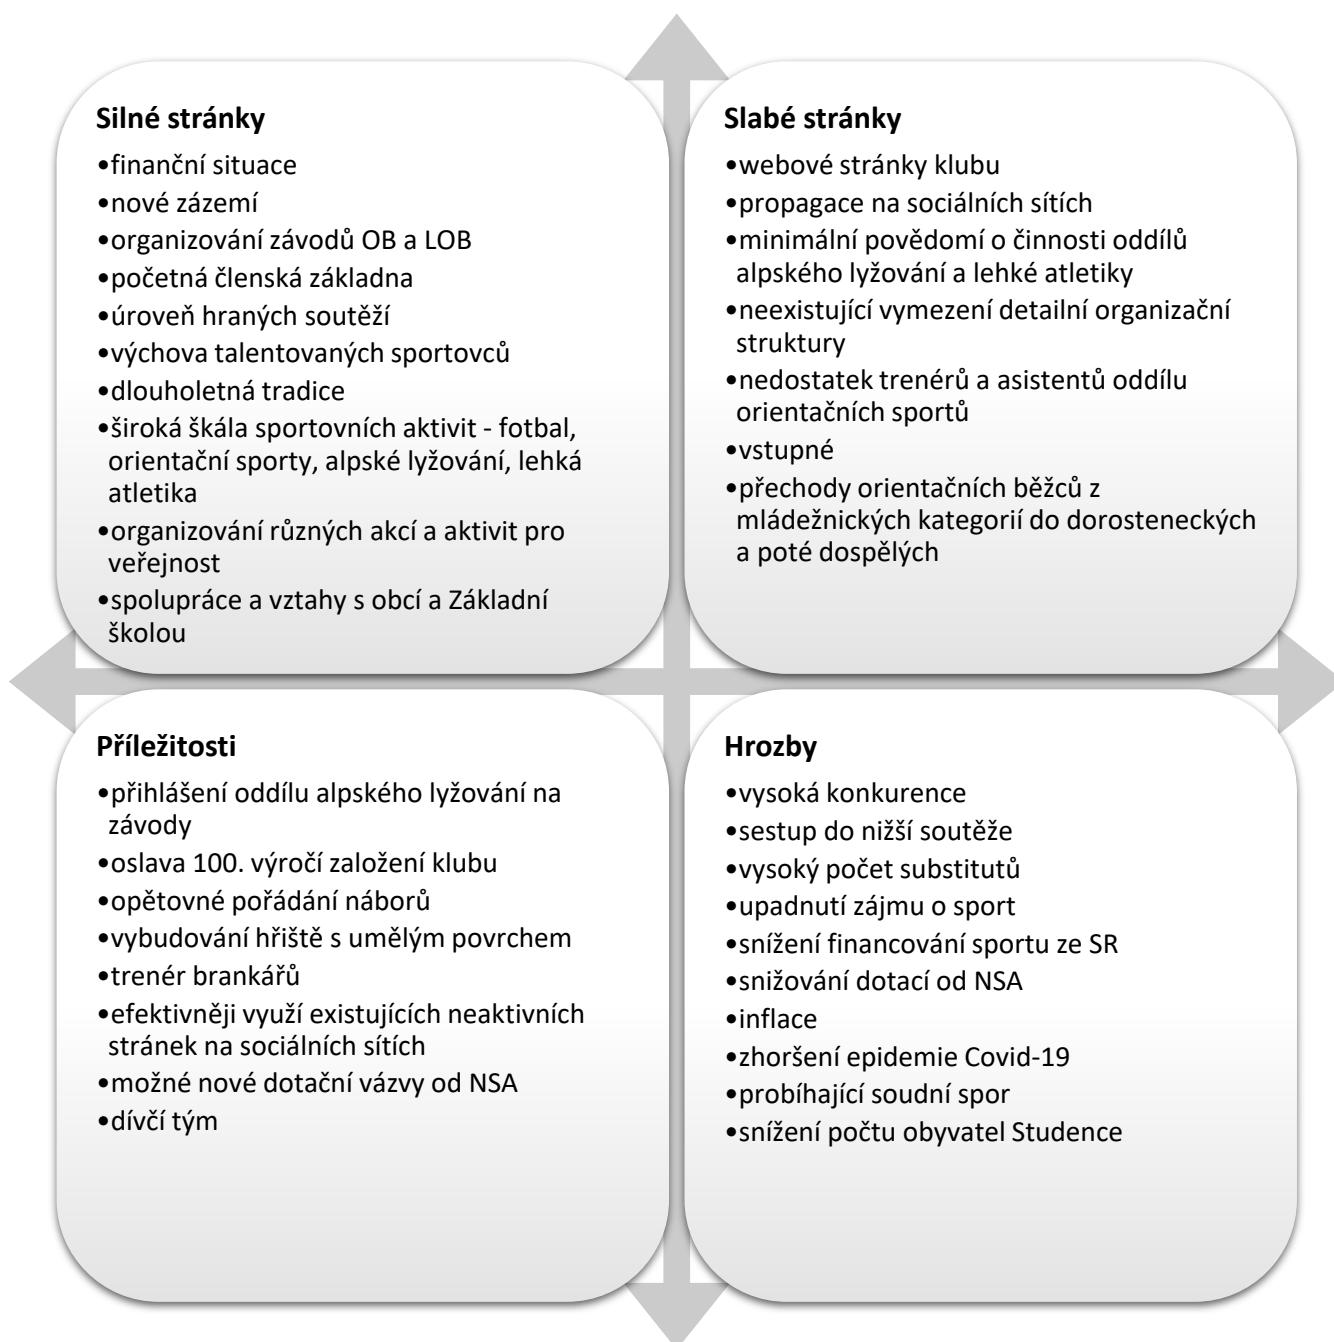 Silné stránky
•finanční situace
•nové zázemí
•organizování závodů OB a LOB
•početná členská základna
•úroveň hraných soutěží
•výchova talentovaných sportovců
•dlouholetná tradice
•široká škála sportovních aktivit - fotbal,
orientační sporty, alpské lyžování, lehká
atletika
•organizování různých akcí a aktivit pro
veřejnost
•spolupráce a vztahy s obcí a Základní
školou
Slabé stránky
•webové stránky klubu
•propagace na sociálních sítích
•minimální povědomí o činnosti oddílů
alpského lyžování a lehké atletiky
•neexistující vymezení detailní organizační
struktury
•nedostatek trenérů a asistentů oddílu
orientačních sportů
•vstupné
•přechody orientačních běžců z
mládežnických kategorií do dorosteneckých
a poté dospělých
Příležitosti
•přihlášení oddílu alpského lyžování na
závody
•oslava 100. výročí založení klubu
•opětovné pořádání náborů
•vybudování hřiště s umělým povrchem
•trenér brankářů
•efektivněji využí existujících neaktivních
stránek na sociálních sítích
•možné nové dotační vázvy od NSA
•dívčí tým
Hrozby
•vysoká konkurence
•sestup do nižší soutěže
•vysoký počet substitutů
•upadnutí zájmu o sport
•snížení financování sportu ze SR
•snižování dotací od NSA
•inflace
•zhoršení epidemie Covid-19
•probíhající soudní spor
•snížení počtu obyvatel Studence